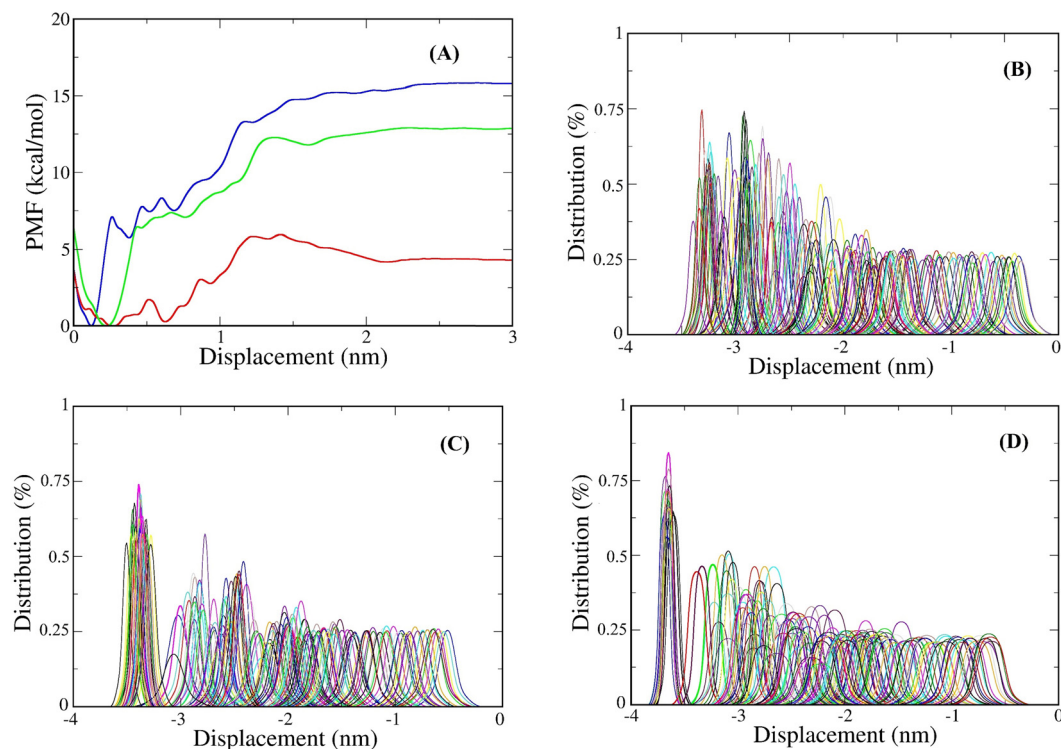 20
15
10
5
0
PMF (kcal/mol)
(A)
0 1 2 3
Displacement (nm)
1
0.75
0.5
0.25
0
Distribution (%)
(B)
-4 -3 -2 -1 0
Displacement (nm)
1
0.75
0.5
0.25
0
Distribution (%)
(C)
-4 -3 -2 -1 0
Displacement (nm)
1
0.75
0.5
0.25
0
Distribution (%)
(D)
-4 -3 -2 -1 0
Displacement (nm)